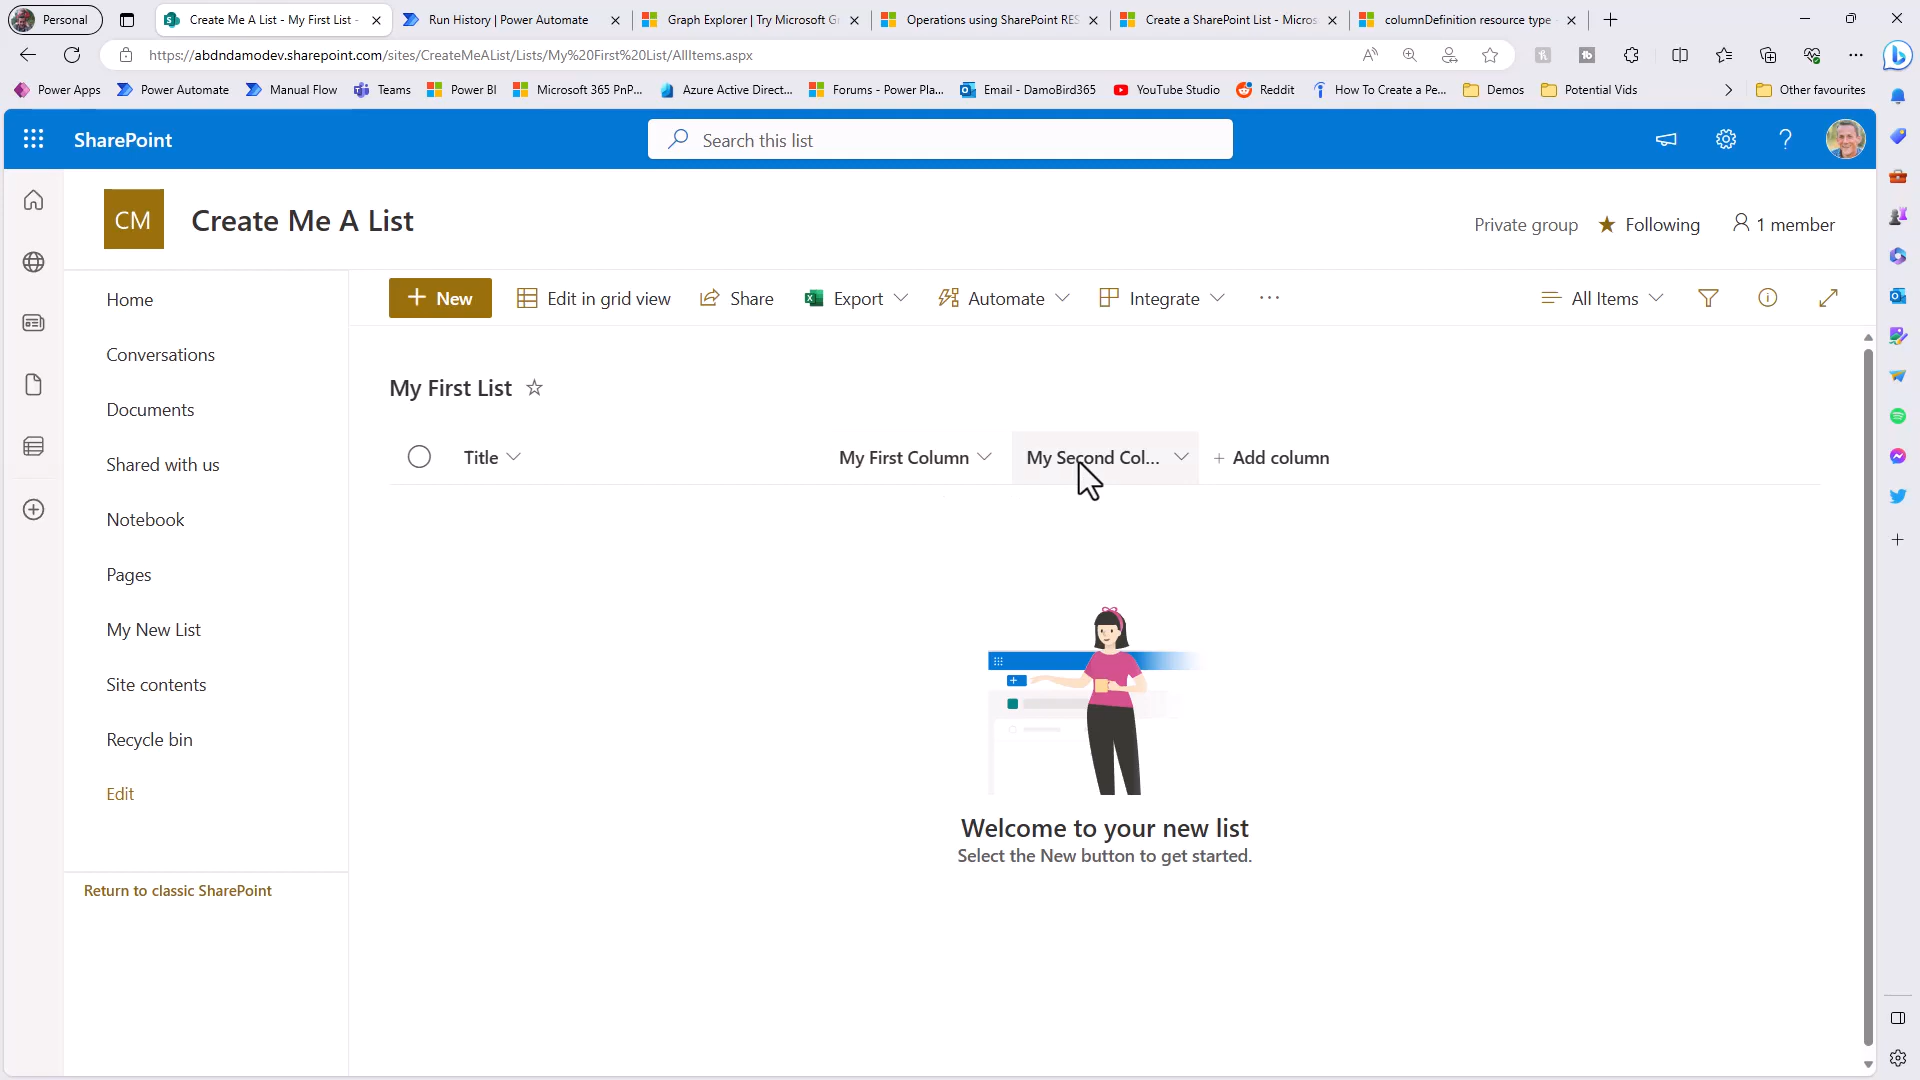 Personal
Create Me A List - My First List -
Run History | Power Automate
Graph Explorer | Try Microsoft Gr
Operations using SharePoint RES
Create a SharePoint List - Micros
columnDefinition resource type -
https://abdndamodev.sharepoint.com/sites/CreateMeAList/Lists/My%20First%20List/AllItems.aspx
Power Apps
Power Automate
Manual Flow
Teams
Power BI
Microsoft 365 PnP...
Azure Active Direct...
Forums - Power Pla...
Email - DamoBird365
YouTube Studio
Reddit
How To Create a Pe...
Demos
Potential Vids
Other favourites
SharePoint
Search this list
CM
Create Me A List
Private group
Following
1 member
Home
Conversations
Documents
Shared with us
Notebook
Pages
My New List
Site contents
Recycle bin
Edit
Return to classic SharePoint
New
Edit in grid view
Share
Export
Automate
Integrate
All Items
My First List
Title
My First Column
My Second Col...
+ Add column
Welcome to your new list
Select the New button to get started.